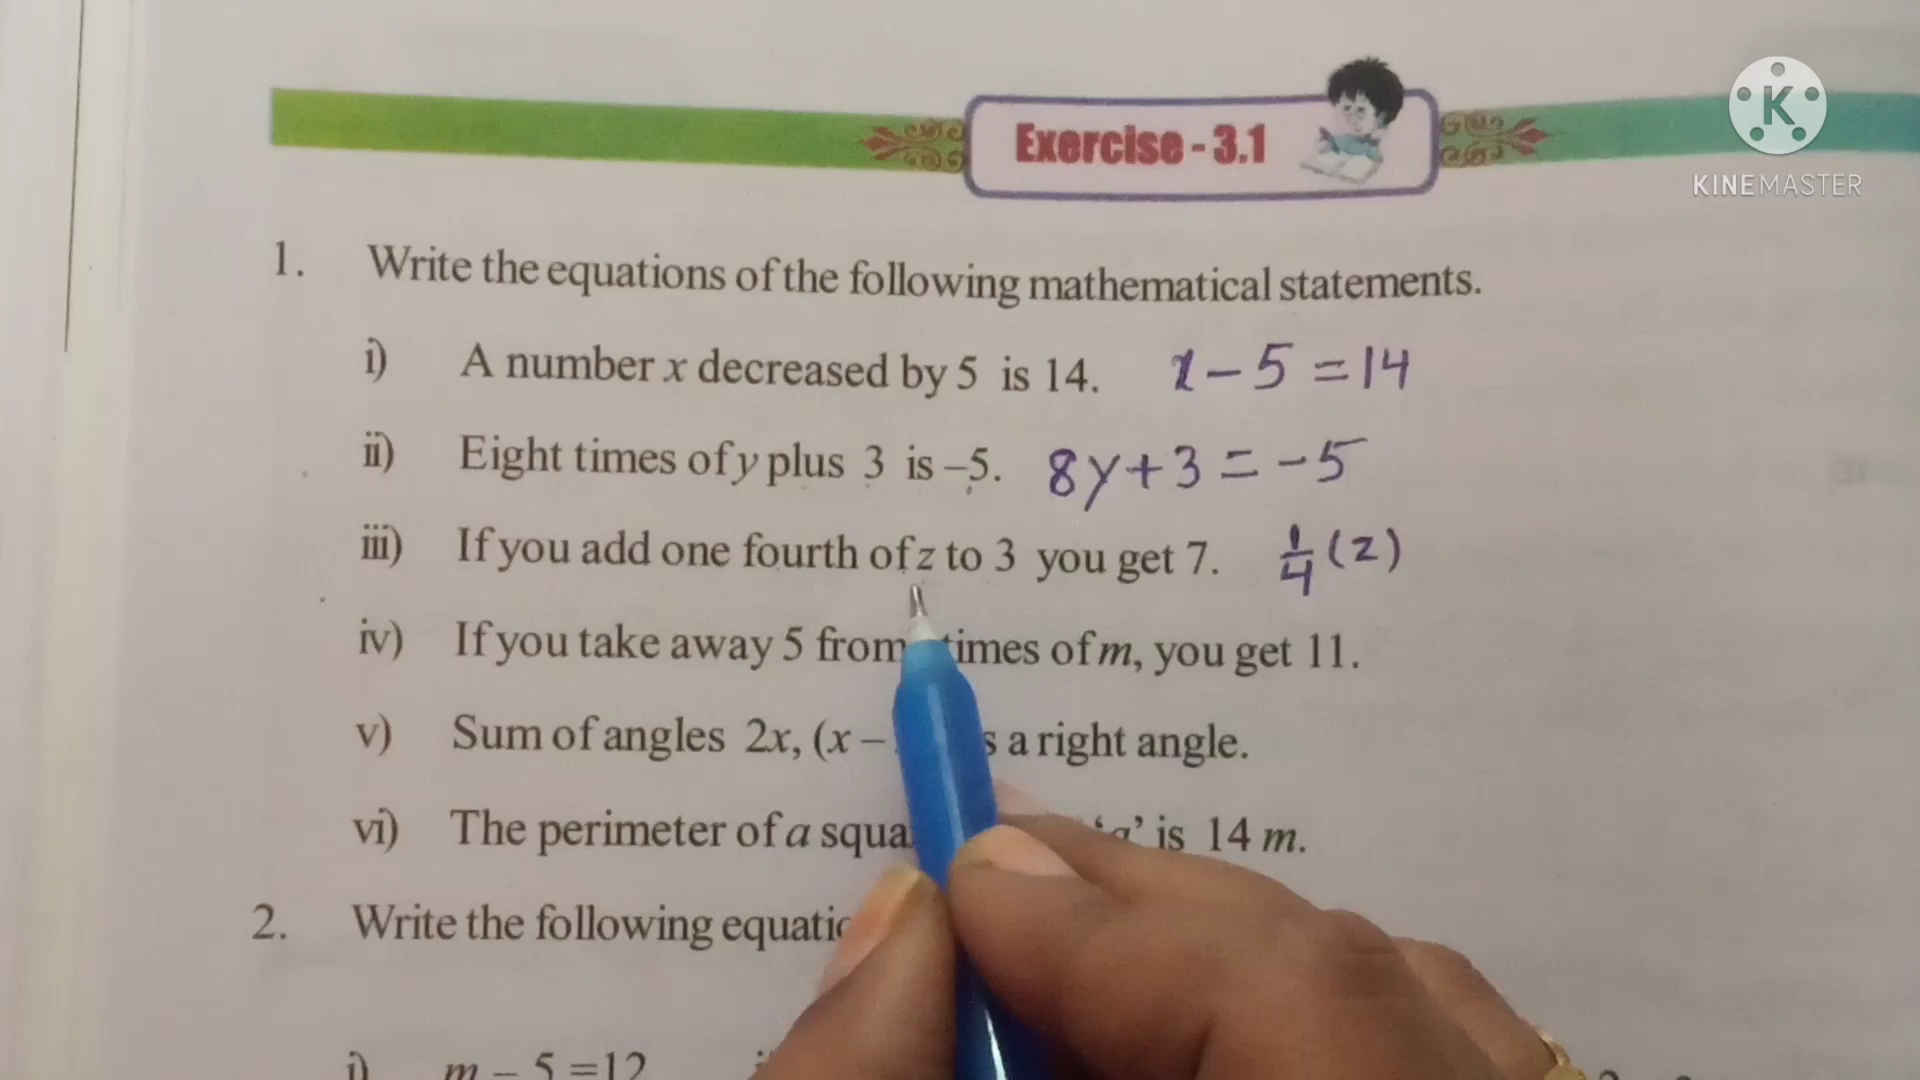 Exercise - 3.1
KINEMASTER
1. Write the equations of the following mathematical statements.
i) A number x decreased by 5 is 14. x - 5 = 14
ii) Eight times of y plus 3 is –5. 8y + 3 = -5
iii) If you add one fourth of z to 3 you get 7. 1/4 (z)
iv) If you take away 5 from times of m, you get 11.
v) Sum of angles 2x, (x – s a right angle.
vi) The perimeter of a squa 'a' is 14 m.
2. Write the following equatio
i) m – 5 = 12